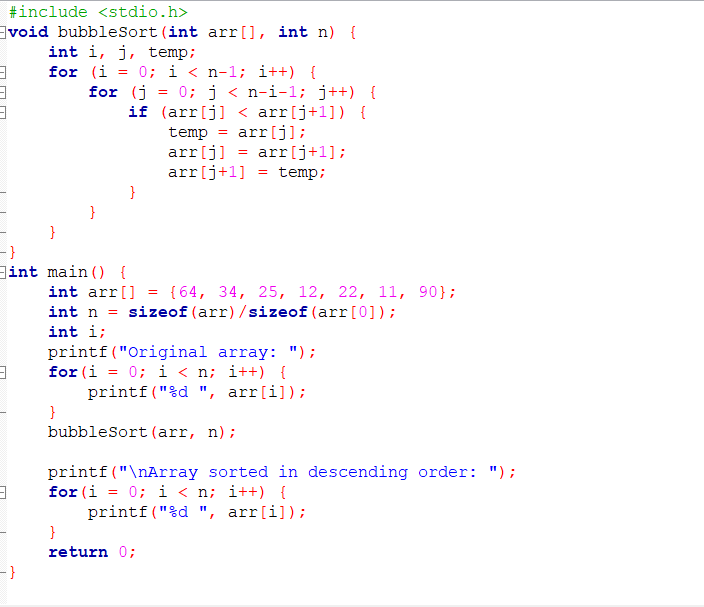 #include <stdio.h>
void bubbleSort(int arr[], int n) {
    int i, j, temp;
    for (i = 0; i < n-1; i++) {
        for (j = 0; j < n-i-1; j++) {
            if (arr[j] < arr[j+1]) {
                temp = arr[j];
                arr[j] = arr[j+1];
                arr[j+1] = temp;
            }
        }
    }
}
int main() {
    int arr[] = {64, 34, 25, 12, 22, 11, 90};
    int n = sizeof(arr)/sizeof(arr[0]);
    int i;
    printf("Original array: ");
    for(i = 0; i < n; i++) {
        printf("%d ", arr[i]);
    }
    bubbleSort(arr, n);

    printf("\nArray sorted in descending order: ");
    for(i = 0; i < n; i++) {
        printf("%d ", arr[i]);
    }
    return 0;
}